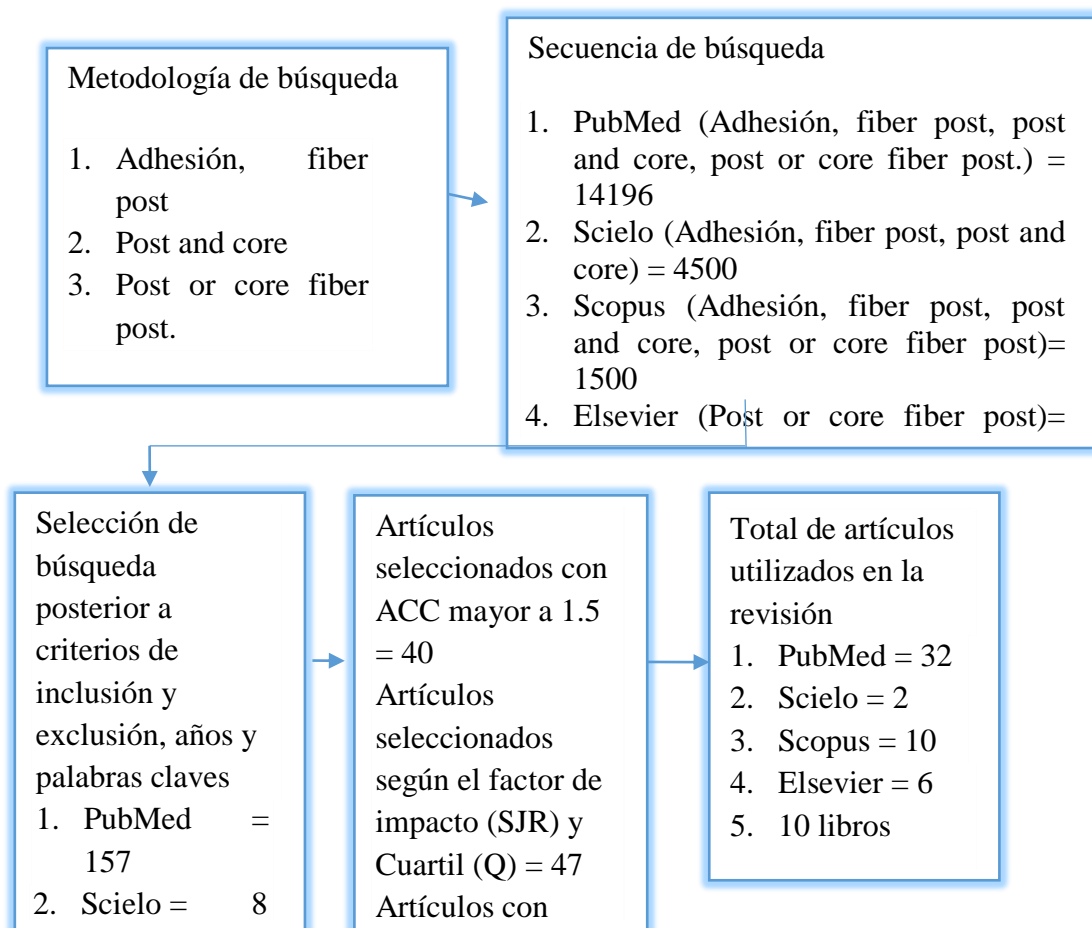 Metodología de búsqueda
1. Adhesión, fiber
post
2. Post and core
3. Post or core fiber
post.
Secuencia de búsqueda
1. PubMed (Adhesión, fiber post, post
and core, post or core fiber post.) =
14196
2. Scielo (Adhesión, fiber post, post and
core) = 4500
3. Scopus (Adhesión, fiber post, post
and core, post or core fiber post)=
1500
4. Elsevier (Post or core fiber post)=
Selección de
búsqueda
posterior a
criterios de
inclusión y
exclusión, años y
palabras claves
1. PubMed =
157
2. Scielo = 8
Artículos
seleccionados con
ACC mayor a 1.5
= 40
Artículos
seleccionados
según el factor de
impacto (SJR) y
Cuartil (Q) = 47
Artículos con
Total de artículos
utilizados en la
revisión
1. PubMed = 32
2. Scielo = 2
3. Scopus = 10
4. Elsevier = 6
5. 10 libros